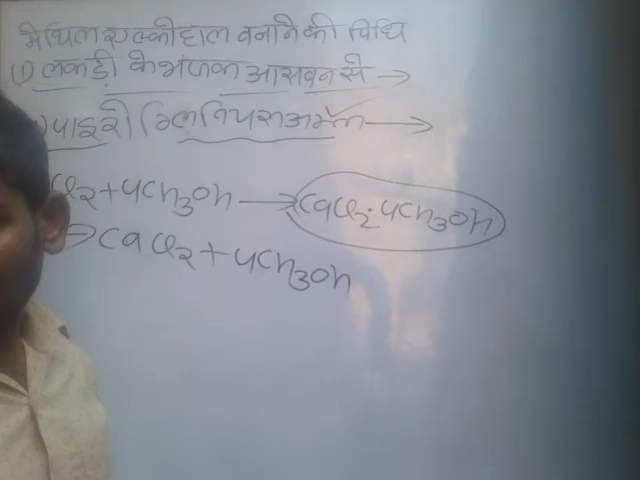 मेथिल एल्कोहाल बनाने की विधि
(1) लकड़ी के भंजक आसवन से →
पाइरोलिग्नियस अम्ल →
Cl2 + 4CH3OH → CaCl2·4CH3OH
⇒ CaCl2 + 4CH3OH